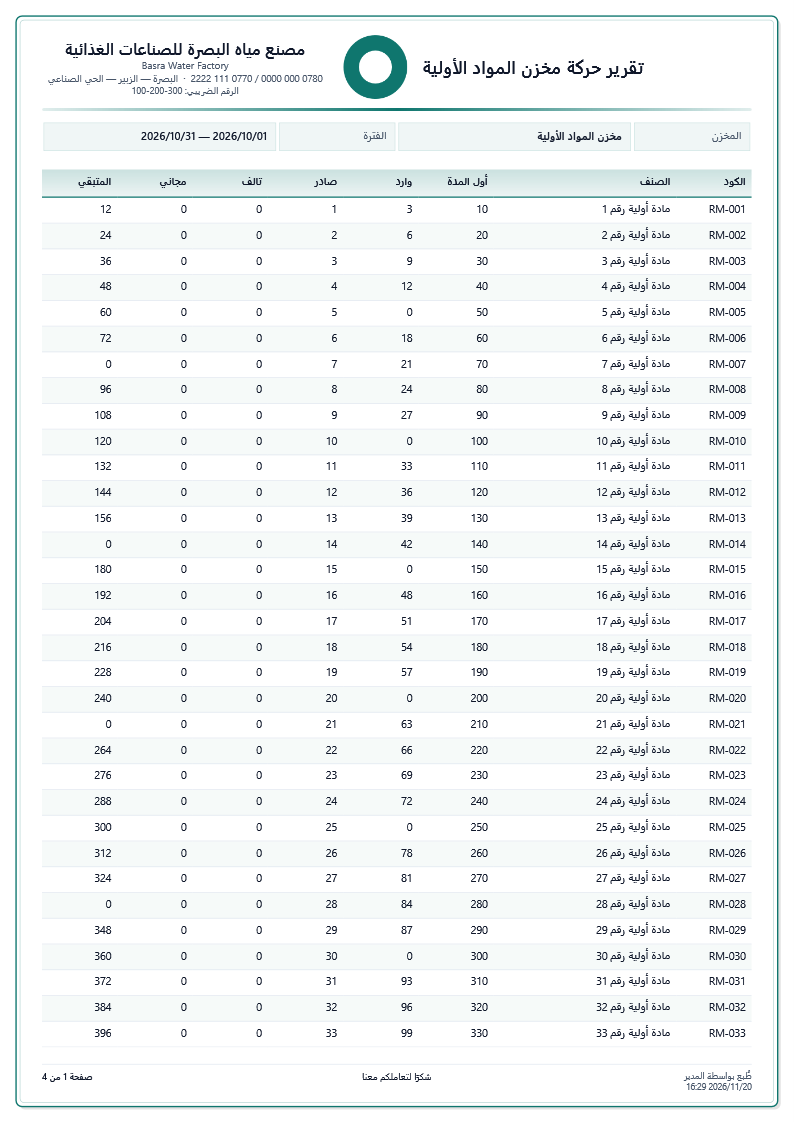 تقرير حركة مخزن المواد الأولية
مصنع مياه البصرة للصناعات الغذائية
Basra Water Factory
البصرة — الزبير — الحي الصناعي · 0770 111 2222 / 0780 000 0000
الرقم الضريبي: 300-200-100
المخزن مخزن المواد الأولية الفترة 2026/10/01 — 2026/10/31
الكود الصنف أول المدة وارد صادر تالف مجاني المتبقي
RM-001 مادة أولية رقم 1 10 3 1 0 0 12
RM-002 مادة أولية رقم 2 20 6 2 0 0 24
RM-003 مادة أولية رقم 3 30 9 3 0 0 36
RM-004 مادة أولية رقم 4 40 12 4 0 0 48
RM-005 مادة أولية رقم 5 50 0 5 0 0 60
RM-006 مادة أولية رقم 6 60 18 6 0 0 72
RM-007 مادة أولية رقم 7 70 21 7 0 0 0
RM-008 مادة أولية رقم 8 80 24 8 0 0 96
RM-009 مادة أولية رقم 9 90 27 9 0 0 108
RM-010 مادة أولية رقم 10 100 0 10 0 0 120
RM-011 مادة أولية رقم 11 110 33 11 0 0 132
RM-012 مادة أولية رقم 12 120 36 12 0 0 144
RM-013 مادة أولية رقم 13 130 39 13 0 0 156
RM-014 مادة أولية رقم 14 140 42 14 0 0 0
RM-015 مادة أولية رقم 15 150 0 15 0 0 180
RM-016 مادة أولية رقم 16 160 48 16 0 0 192
RM-017 مادة أولية رقم 17 170 51 17 0 0 204
RM-018 مادة أولية رقم 18 180 54 18 0 0 216
RM-019 مادة أولية رقم 19 190 57 19 0 0 228
RM-020 مادة أولية رقم 20 200 0 20 0 0 240
RM-021 مادة أولية رقم 21 210 63 21 0 0 0
RM-022 مادة أولية رقم 22 220 66 22 0 0 264
RM-023 مادة أولية رقم 23 230 69 23 0 0 276
RM-024 مادة أولية رقم 24 240 72 24 0 0 288
RM-025 مادة أولية رقم 25 250 0 25 0 0 300
RM-026 مادة أولية رقم 26 260 78 26 0 0 312
RM-027 مادة أولية رقم 27 270 81 27 0 0 324
RM-028 مادة أولية رقم 28 280 84 28 0 0 0
RM-029 مادة أولية رقم 29 290 87 29 0 0 348
RM-030 مادة أولية رقم 30 300 0 30 0 0 360
RM-031 مادة أولية رقم 31 310 93 31 0 0 372
RM-032 مادة أولية رقم 32 320 96 32 0 0 384
RM-033 مادة أولية رقم 33 330 99 33 0 0 396
طُبع بواسطة المدير
2026/11/20 16:29
شكرًا لتعاملكم معنا
صفحة 1 من 4